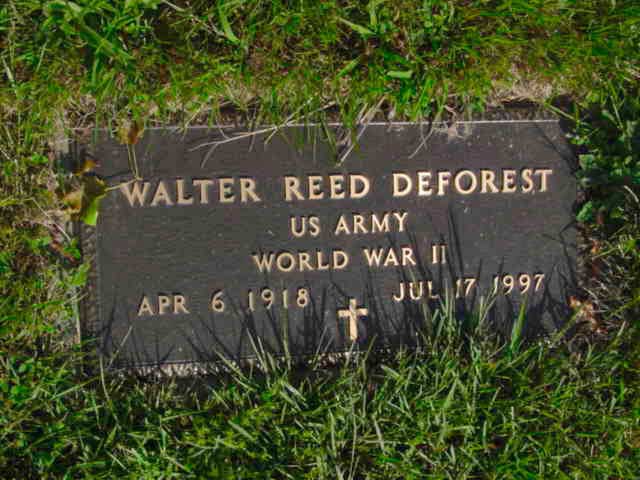 WALTER REED DEFOREST
US ARMY
WORLD WAR II
APR 6 1918 JUL 17 1997